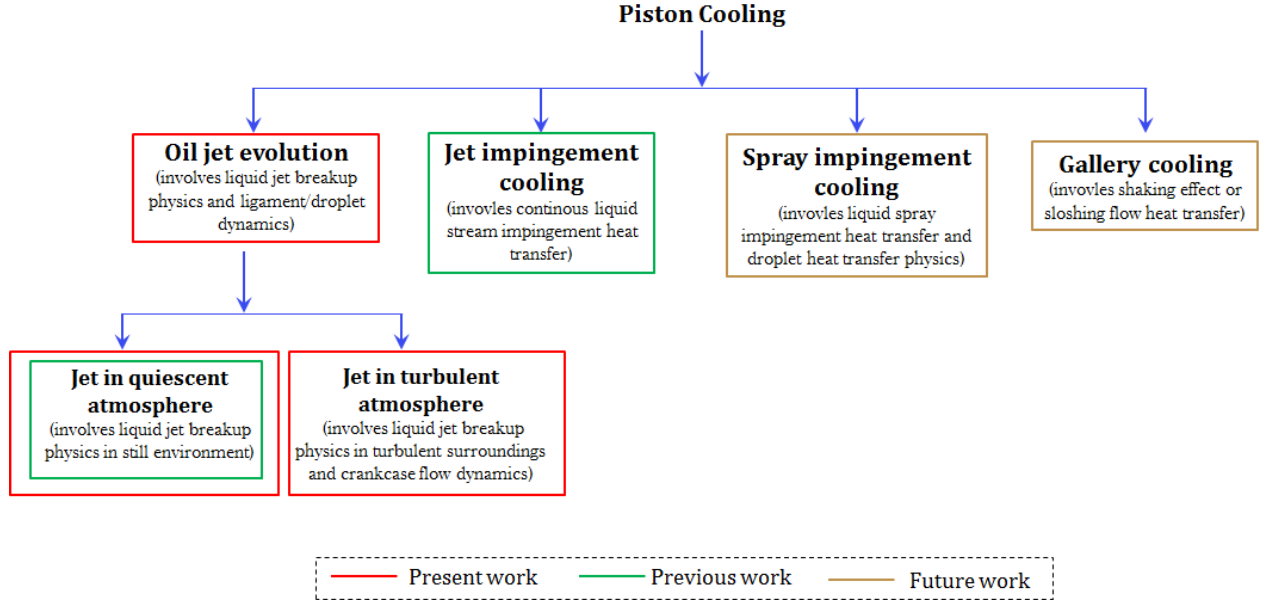 Piston Cooling
Oil jet evolution
(involves liquid jet breakup
physics and ligament/droplet
dynamics)
Jet impingement
cooling
(invovles continous liquid
stream impingement heat
transfer)
Spray impingement
cooling
(invovles liquid spray
impingement heat transfer and
droplet heat transfer physics)
Gallery cooling
(invovles shaking effect or
sloshing flow heat transfer)
Jet in quiescent
atmosphere
(involves liquid jet breakup
physics in still environment)
Jet in turbulent
atmosphere
(involves liquid jet breakup
physics in turbulent surroundings
and crankcase flow dynamics)
Present work
Previous work
Future work